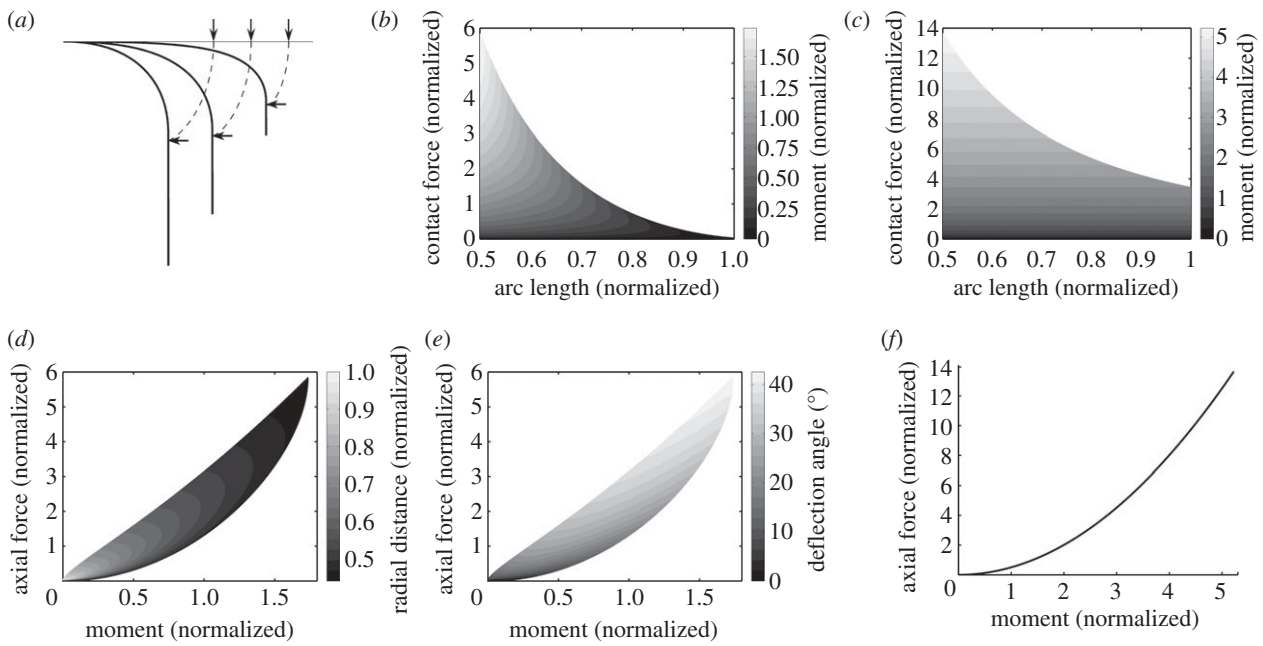 (a)
(b)
6
5
4
3
2
1
0
0.5 0.6 0.7 0.8 0.9 1.0
contact force (normalized)
arc length (normalized)
1.50
1.25
1.00
0.75
0.50
0.25
0
moment (normalized)
(c)
14
12
10
8
6
4
2
0
0.5 0.6 0.7 0.8 0.9 1
contact force (normalized)
arc length (normalized)
5
4
3
2
1
0
moment (normalized)
(d)
6
5
4
3
2
1
0 0.5 1.0 1.5
axial force (normalized)
moment (normalized)
1.0
0.9
0.8
0.7
0.6
0.5
radial distance (normalized)
(e)
6
5
4
3
2
1
0 0.5 1.0 1.5
axial force (normalized)
moment (normalized)
40
30
20
10
0
deflection angle (°)
(f)
14
12
10
8
6
4
2
0 1 2 3 4 5
axial force (normalized)
moment (normalized)